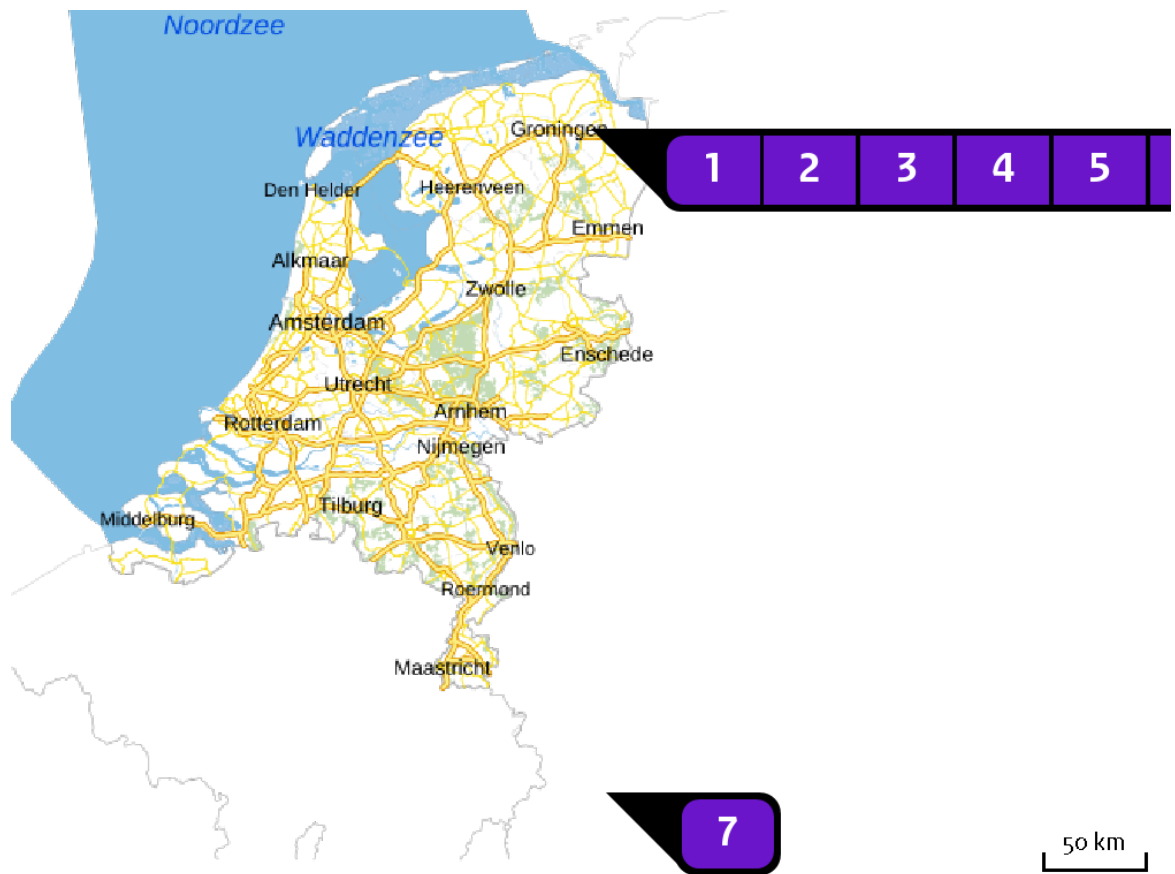 Noordzee
Waddenzee
Groningen
1 2 3 4 5
Den Helder
Heerenveen
Emmen
Alkmaar
Zwolle
Amsterdam
Enschede
Utrecht
Arnhem
Rotterdam
Nijmegen
Tilburg
Middelburg
Venlo
Roermond
Maastricht
7
50 km